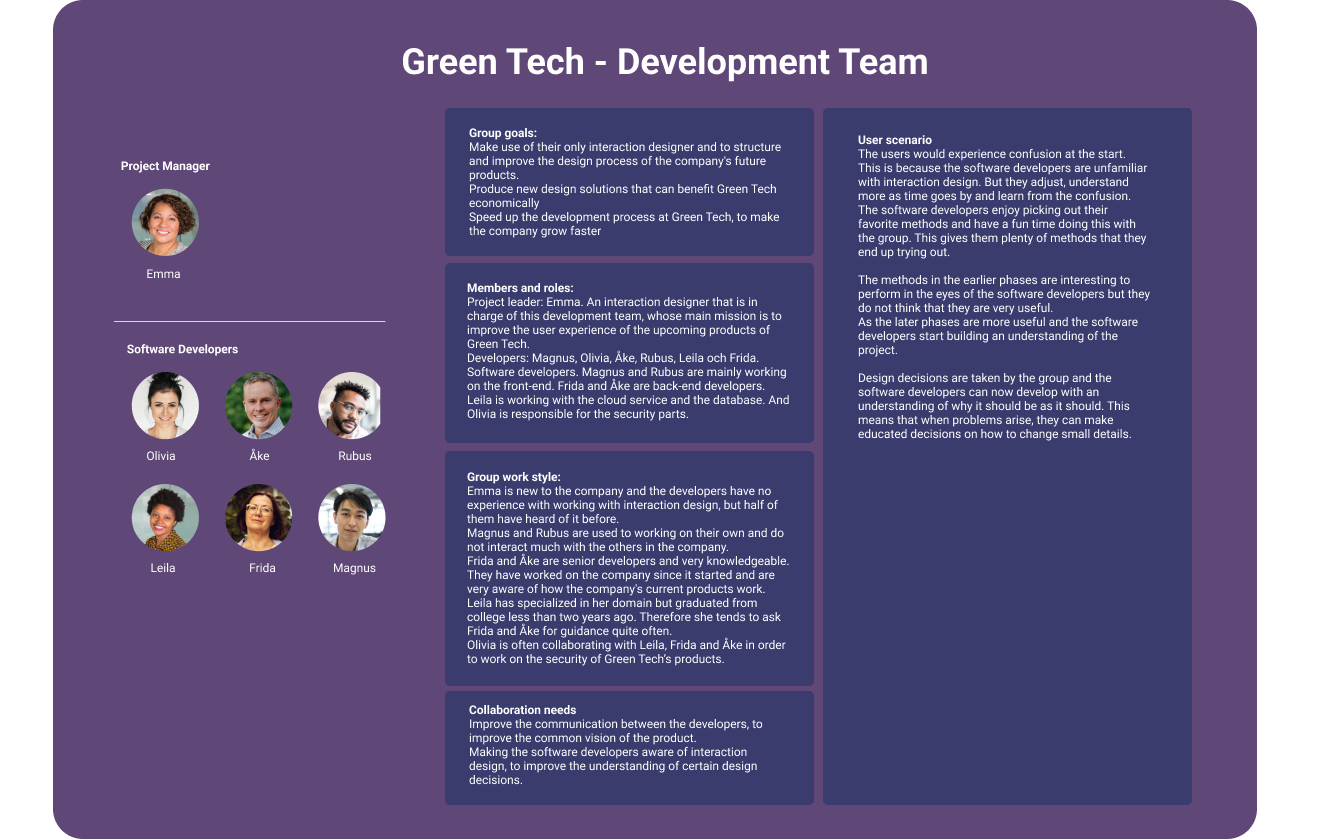 Green Tech - Development Team
Project Manager
Emma
Software Developers
Olivia
Åke
Rubus
Leila
Frida
Magnus
Group goals:
Make use of their only interaction designer and to structure
and improve the design process of the company's future
products.
Produce new design solutions that can benefit Green Tech
economically
Speed up the development process at Green Tech, to make
the company grow faster
Members and roles:
Project leader: Emma. An interaction designer that is in
charge of this development team, whose main mission is to
improve the user experience of the upcoming products of
Green Tech.
Developers: Magnus, Olivia, Åke, Rubus, Leila och Frida.
Software developers. Magnus and Rubus are mainly working
on the front-end. Frida and Åke are back-end developers.
Leila is working with the cloud service and the database. And
Olivia is responsible for the security parts.
Group work style:
Emma is new to the company and the developers have no
experience with working with interaction design, but half of
them have heard of it before.
Magnus and Rubus are used to working on their own and do
not interact much with the others in the company.
Frida and Åke are senior developers and very knowledgeable.
They have worked on the company since it started and are
very aware of how the company's current products work.
Leila has specialized in her domain but graduated from
college less than two years ago. Therefore she tends to ask
Frida and Åke for guidance quite often.
Olivia is often collaborating with Leila, Frida and Åke in order
to work on the security of Green Tech's products.
Collaboration needs
Improve the communication between the developers, to
improve the common vision of the product.
Making the software developers aware of interaction
design, to improve the understanding of certain design
decisions.
User scenario
The users would experience confusion at the start.
This is because the software developers are unfamiliar
with interaction design. But they adjust, understand
more as time goes by and learn from the confusion.
The software developers enjoy picking out their
favorite methods and have a fun time doing this with
the group. This gives them plenty of methods that they
end up trying out.
The methods in the earlier phases are interesting to
perform in the eyes of the software developers but they
do not think that they are very useful.
As the later phases are more useful and the software
developers start building an understanding of the
project.
Design decisions are taken by the group and the
software developers can now develop with an
understanding of why it should be as it should. This
means that when problems arise, they can make
educated decisions on how to change small details.